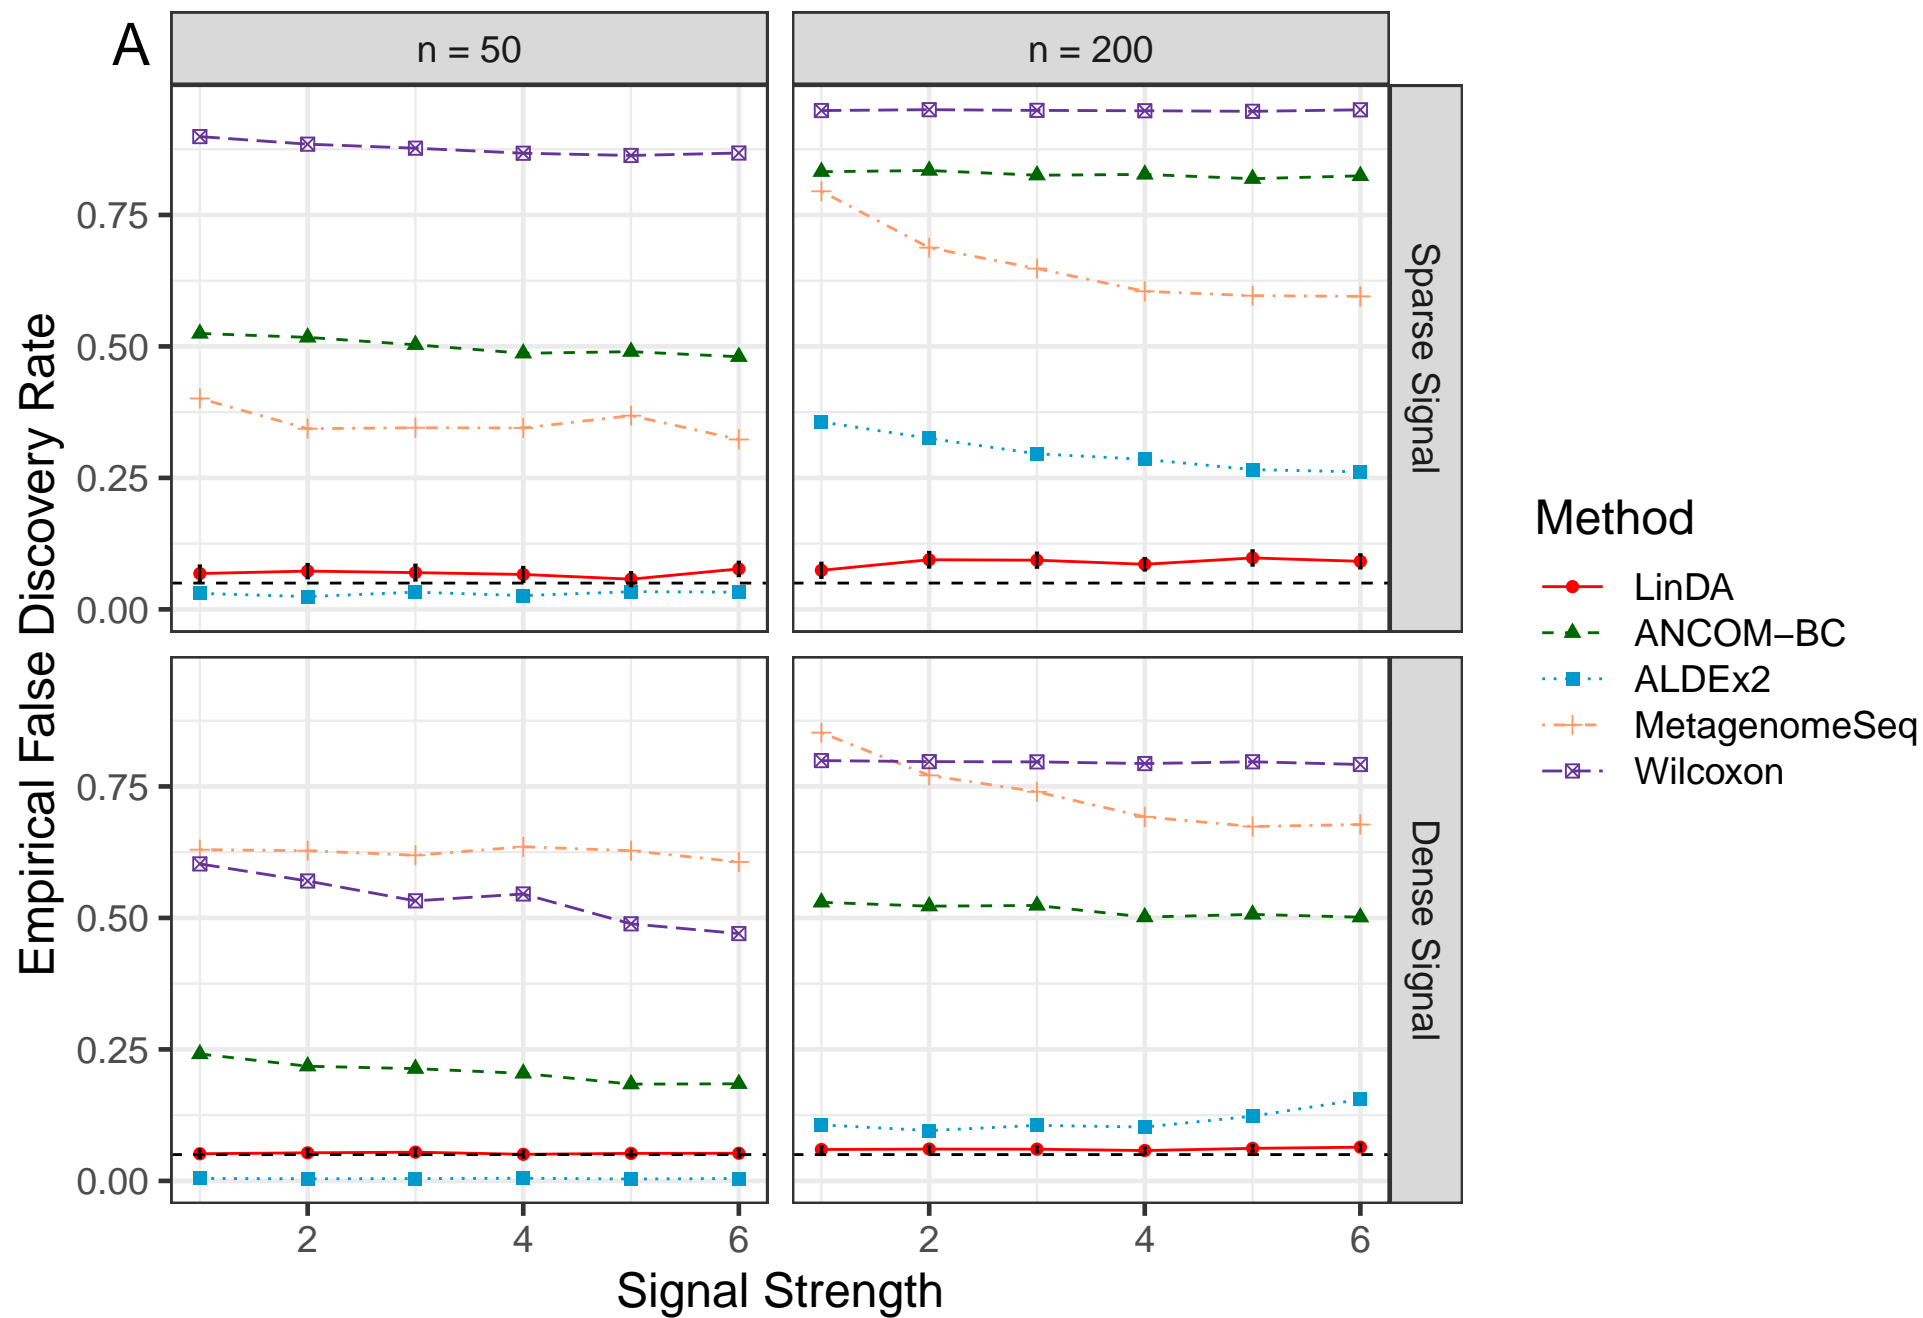 A
n = 50
n = 200
Empirical False Discovery Rate
0.75
0.50
0.25
0.00
Sparse Signal
0.75
0.50
0.25
0.00
Dense Signal
2
4
6
2
4
6
Signal Strength
Method
LinDA
ANCOM−BC
ALDEx2
MetagenomeSeq
Wilcoxon